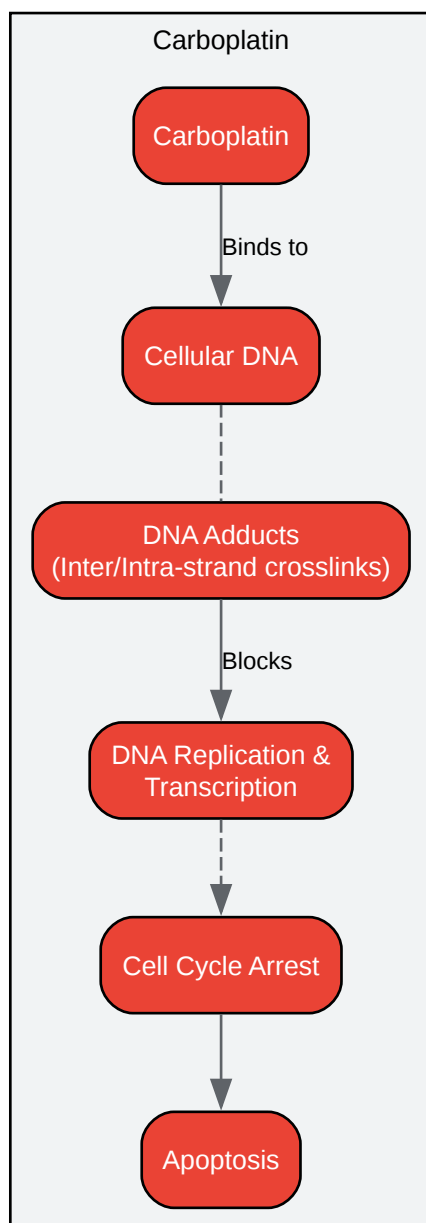 Carboplatin
Carboplatin
Binds to
Cellular DNA
DNA Adducts
(Inter/Intra-strand crosslinks)
Blocks
DNA Replication &
Transcription
Cell Cycle Arrest
Apoptosis